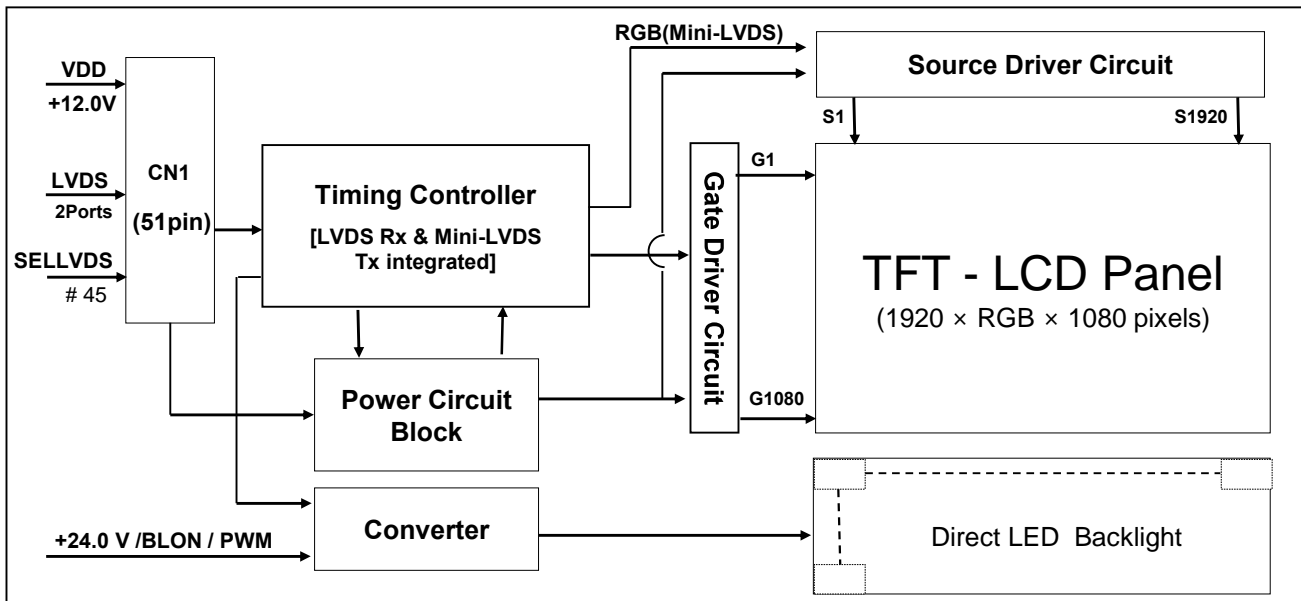 RGB(Mini-LVDS)
Source Driver Circuit
S1
S1920
VDD
+12.0V
LVDS
2Ports
SELLVDS
# 45
CN1
(51pin)
Timing Controller
[LVDS Rx & Mini-LVDS
Tx integrated]
Gate Driver Circuit
G1
G1080
TFT - LCD Panel
(1920 × RGB × 1080 pixels)
Power Circuit
Block
Converter
+24.0 V /BLON / PWM
Direct LED Backlight